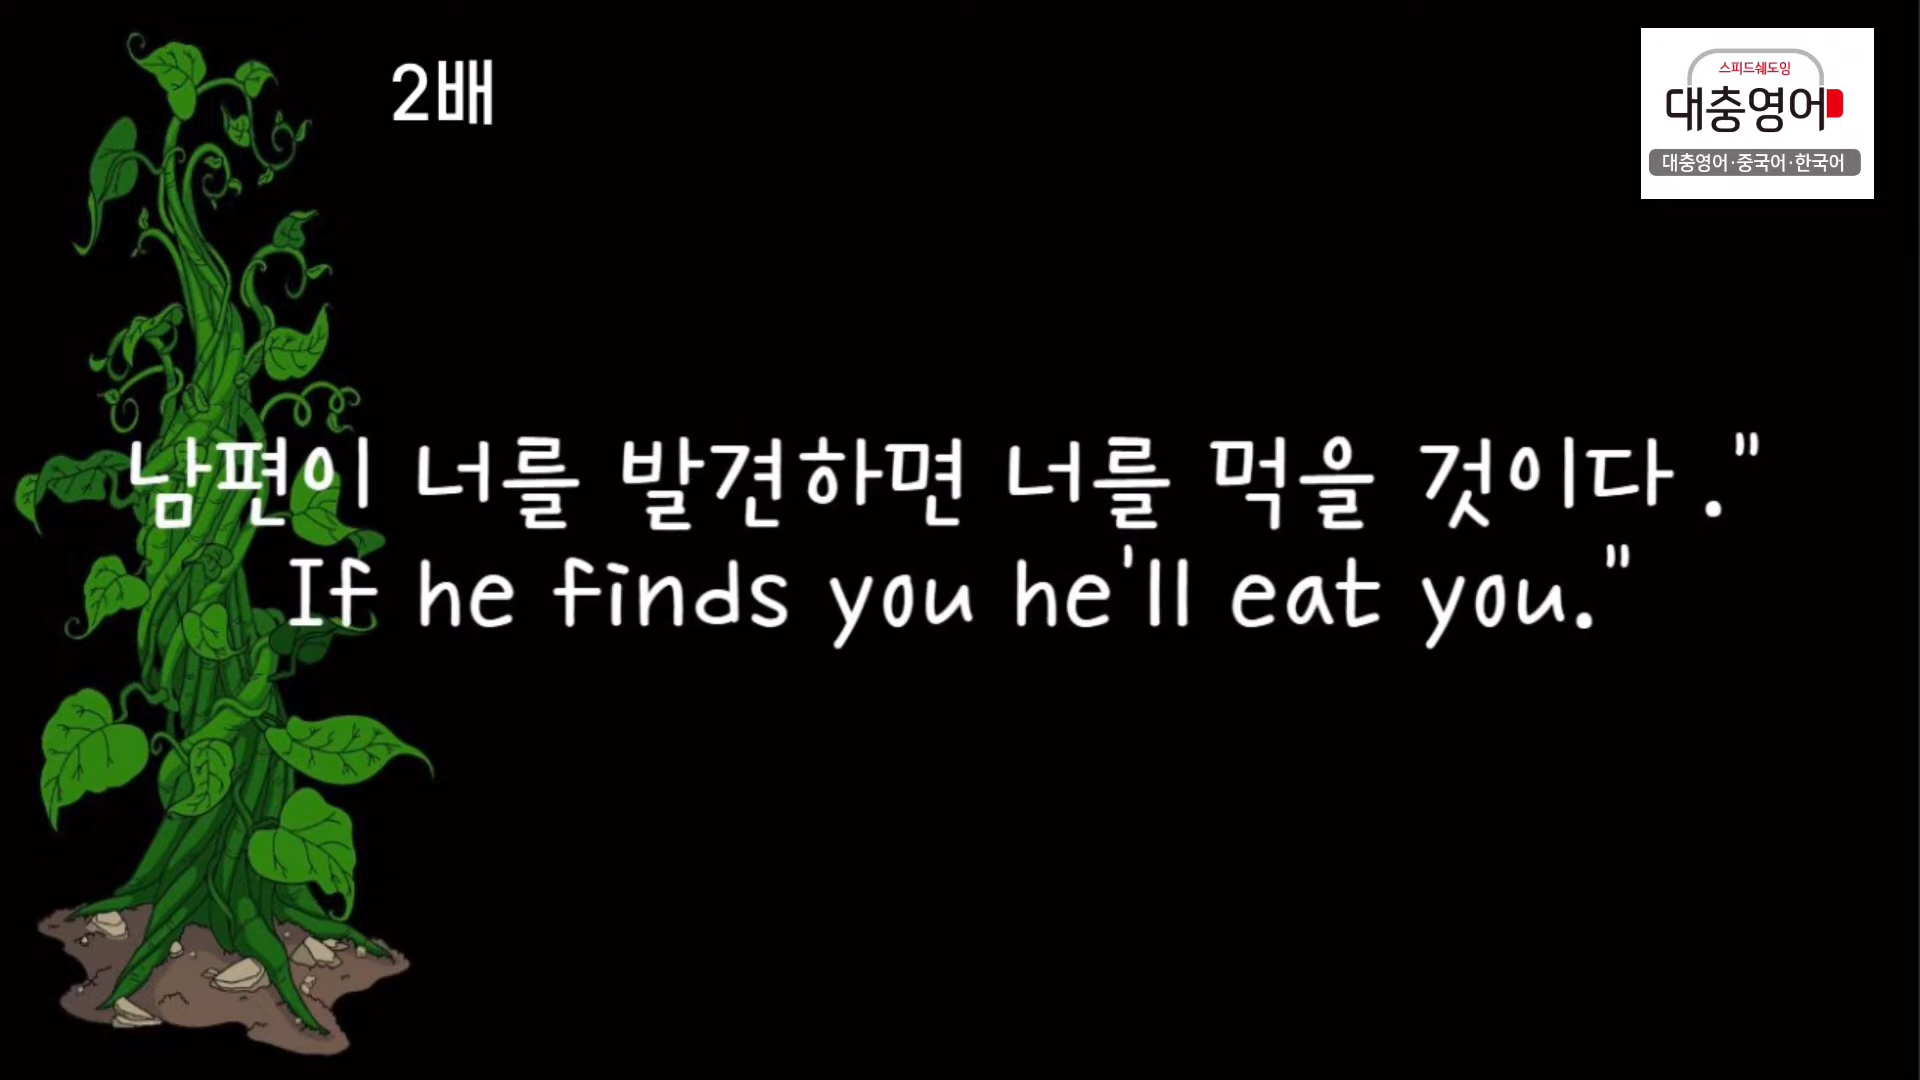 2배
스피드쉐도잉
대충영어
대충영어·중국어·한국어
남편이 너를 발견하면 너를 먹을 것이다 ."
If he finds you he'll eat you."